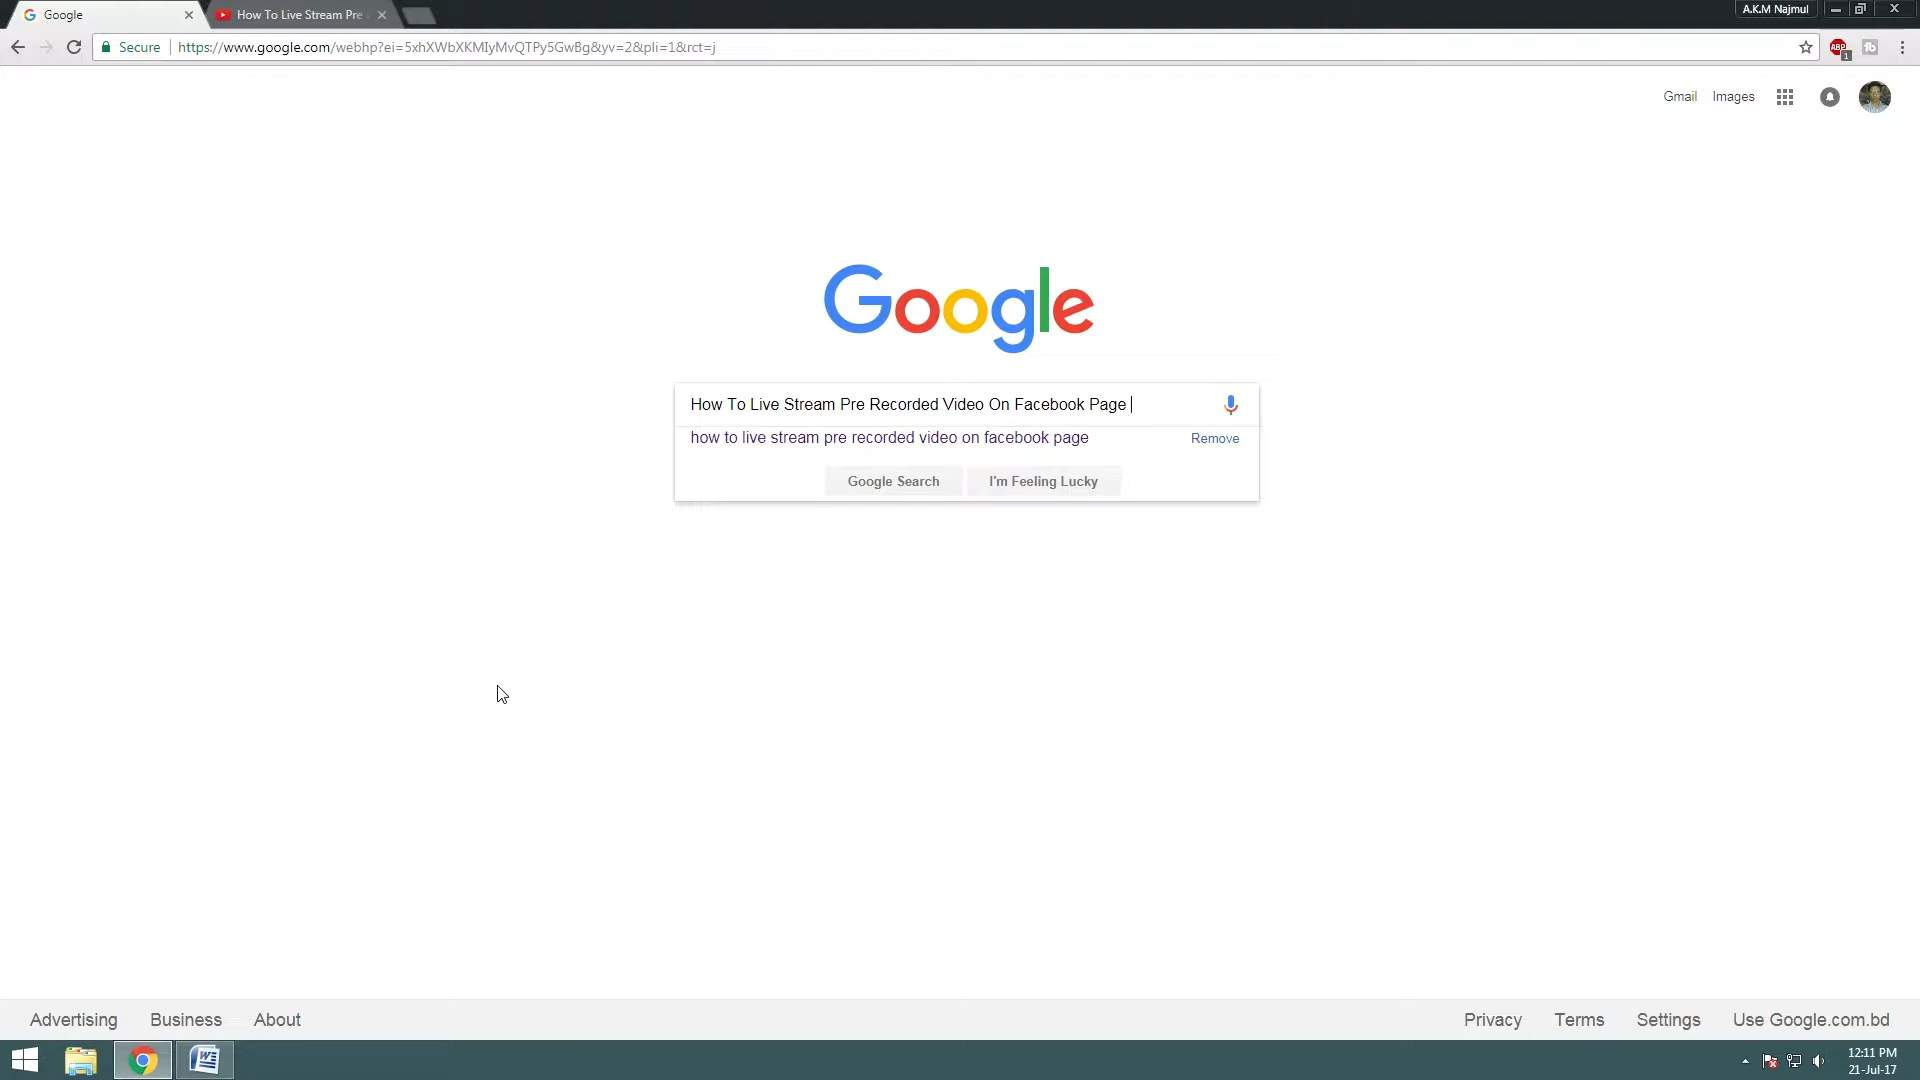 Google
How To Live Stream Pre
A.K.M Najmul
Secure
https://www.google.com/webhp?ei=5xhXWbXKMIyMvQTPy5GwBg&yv=2&pli=1&rct=j
ABP
1
tb
Gmail
Images
Google
How To Live Stream Pre Recorded Video On Facebook Page
how to live stream pre recorded video on facebook page
Remove
Google Search
I'm Feeling Lucky
Advertising
Business
About
Privacy
Terms
Settings
Use Google.com.bd
W
12:11 PM
21-Jul-17